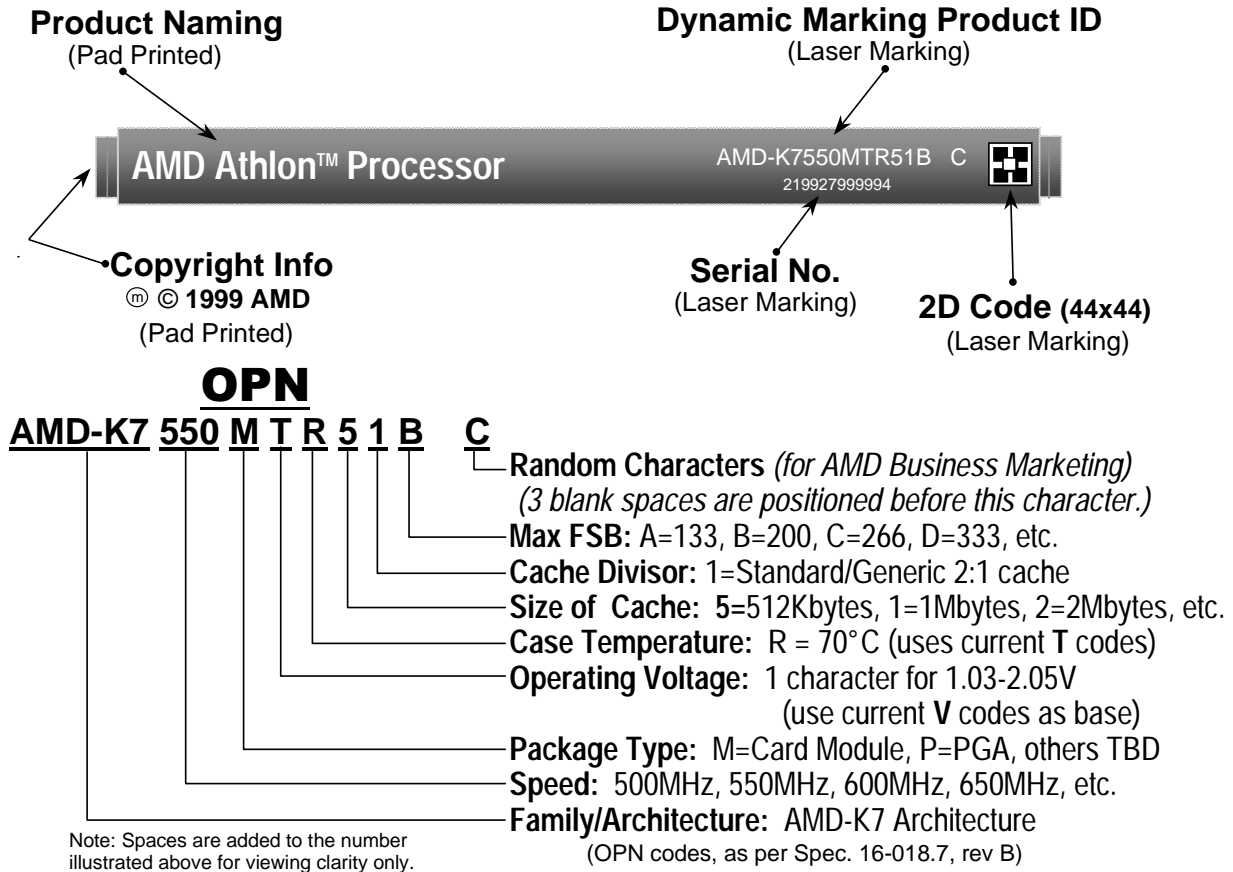 Product Naming
(Pad Printed)
Dynamic Marking Product ID
(Laser Marking)
AMD Athlon™ Processor
AMD-K7550MTR51B C
219927999994
Copyright Info
ⓜ © 1999 AMD
(Pad Printed)
Serial No.
(Laser Marking)
2D Code (44x44)
(Laser Marking)
OPN
AMD-K7 550 M T R 5 1 B C
Random Characters (for AMD Business Marketing)
(3 blank spaces are positioned before this character.)
Max FSB: A=133, B=200, C=266, D=333, etc.
Cache Divisor: 1=Standard/Generic 2:1 cache
Size of Cache: 5=512Kbytes, 1=1Mbytes, 2=2Mbytes, etc.
Case Temperature: R = 70°C (uses current T codes)
Operating Voltage: 1 character for 1.03-2.05V
(use current V codes as base)
Package Type: M=Card Module, P=PGA, others TBD
Speed: 500MHz, 550MHz, 600MHz, 650MHz, etc.
Family/Architecture: AMD-K7 Architecture
(OPN codes, as per Spec. 16-018.7, rev B)
Note: Spaces are added to the number
illustrated above for viewing clarity only.